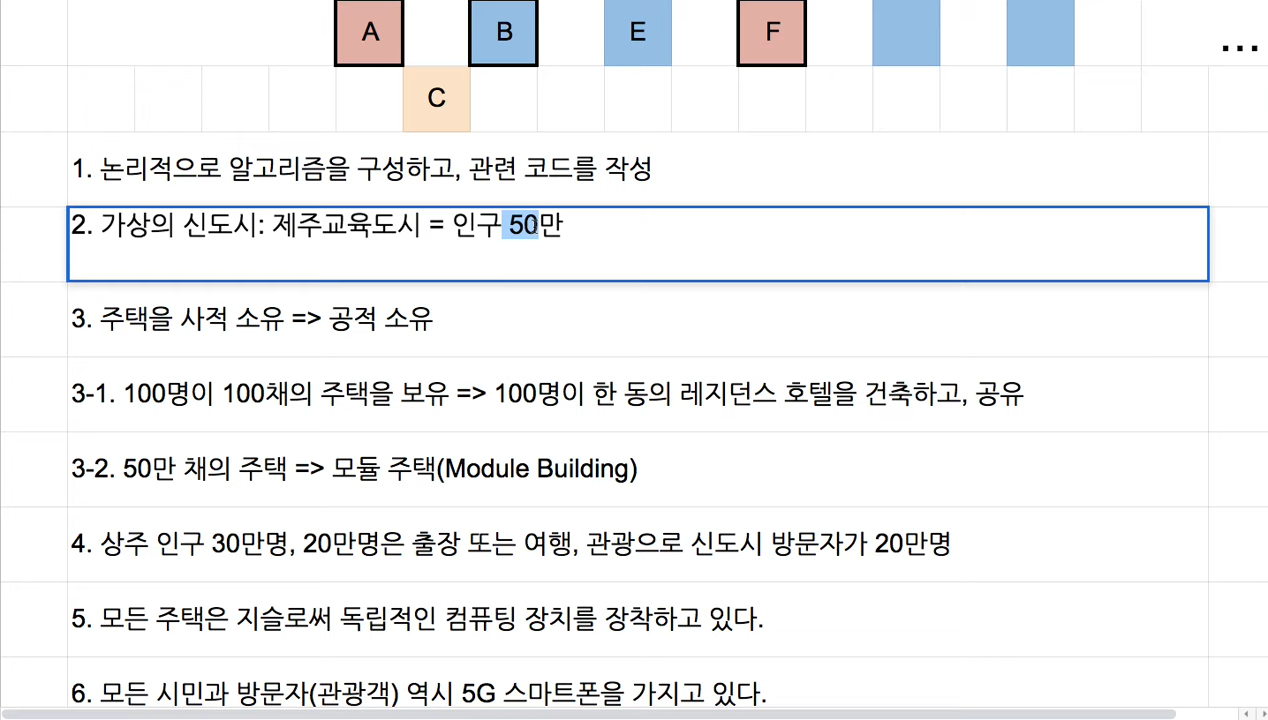 A B E F ...
C
1. 논리적으로 알고리즘을 구성하고, 관련 코드를 작성
2. 가상의 신도시: 제주교육도시 = 인구 50만
3. 주택을 사적 소유 => 공적 소유
3-1. 100명이 100채의 주택을 보유 => 100명이 한 동의 레지던스 호텔을 건축하고, 공유
3-2. 50만 채의 주택 => 모듈 주택(Module Building)
4. 상주 인구 30만명, 20만명은 출장 또는 여행, 관광으로 신도시 방문자가 20만명
5. 모든 주택은 지슬로써 독립적인 컴퓨팅 장치를 장착하고 있다.
6. 모든 시민과 방문자(관광객) 역시 5G 스마트폰을 가지고 있다.